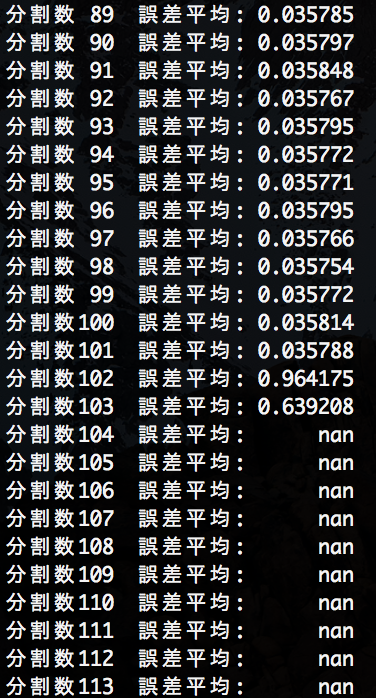 分割数 89 誤差平均: 0.035785
分割数 90 誤差平均: 0.035797
分割数 91 誤差平均: 0.035848
分割数 92 誤差平均: 0.035767
分割数 93 誤差平均: 0.035795
分割数 94 誤差平均: 0.035772
分割数 95 誤差平均: 0.035771
分割数 96 誤差平均: 0.035795
分割数 97 誤差平均: 0.035766
分割数 98 誤差平均: 0.035754
分割数 99 誤差平均: 0.035772
分割数100 誤差平均: 0.035814
分割数101 誤差平均: 0.035788
分割数102 誤差平均: 0.964175
分割数103 誤差平均: 0.639208
分割数104 誤差平均: nan
分割数105 誤差平均: nan
分割数106 誤差平均: nan
分割数107 誤差平均: nan
分割数108 誤差平均: nan
分割数109 誤差平均: nan
分割数110 誤差平均: nan
分割数111 誤差平均: nan
分割数112 誤差平均: nan
分割数113 誤差平均: nan